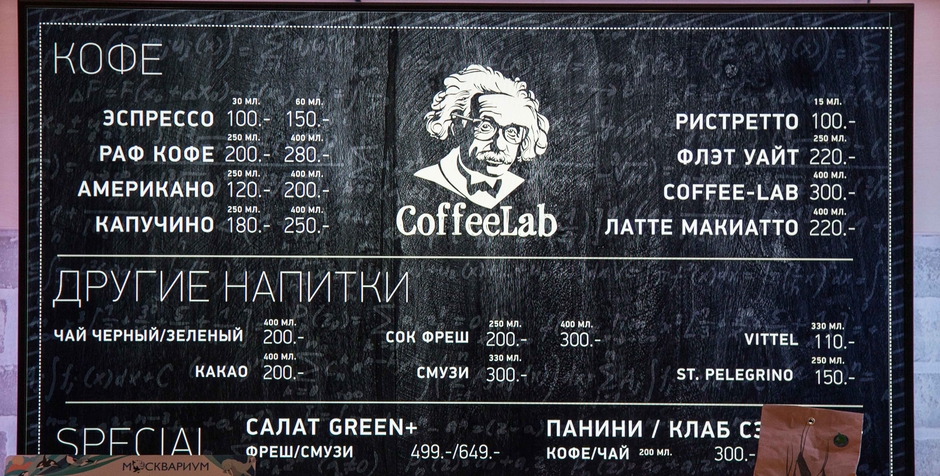 КОФЕ
30 МЛ. 60 МЛ.
ЭСПРЕССО 100.- 150.-
250 МЛ. 400 МЛ.
РАФ КОФЕ 200.- 280.-
250 МЛ. 400 МЛ.
АМЕРИКАНО 120.- 200.-
250 МЛ. 400 МЛ.
КАПУЧИНО 180.- 250.-
CoffeeLab
15 МЛ.
РИСТРЕТТО 100.-
250 МЛ.
ФЛЭТ УАЙТ 220.-
400 МЛ.
COFFEE-LAB 300.-
400 МЛ.
ЛАТТЕ МАКИАТТО 220.-
ДРУГИЕ НАПИТКИ
400 МЛ.
ЧАЙ ЧЕРНЫЙ/ЗЕЛЕНЫЙ 200.-
400 МЛ.
КАКАО 200.-
250 МЛ. 400 МЛ.
СОК ФРЕШ 200.- 300.-
330 МЛ.
СМУЗИ 300.-
330 МЛ.
VITTEL 110.-
250 МЛ.
ST. PELEGRINO 150.-
SPECIAL
САЛАТ GREEN+
ФРЕШ/СМУЗИ 499.-/649.-
ПАНИНИ / КЛАБ
КОФЕ/ЧАЙ 200 МЛ. 300.-
МОСКВАРИУМ